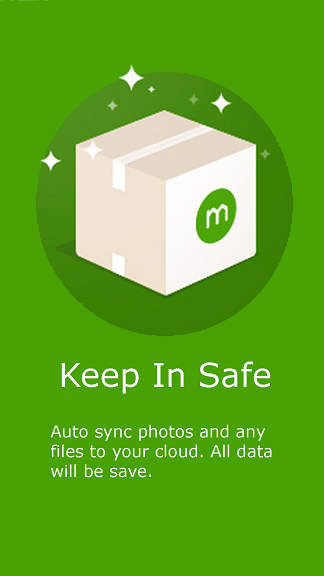 m
Keep In Safe
Auto sync photos and any
files to your cloud. All data
will be save.